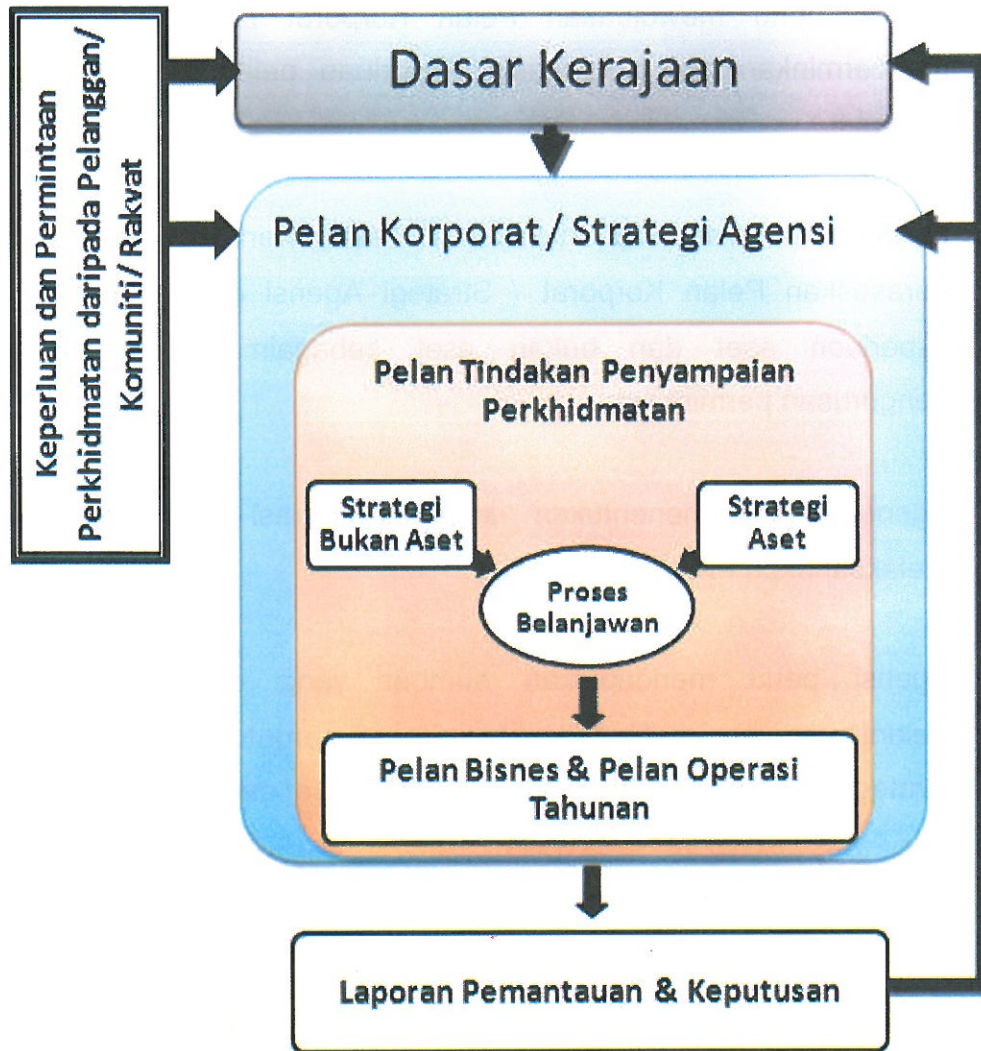 Dasar Kerajaan
Keperluan dan Permintaan
Perkhidmatan daripada Pelanggan/
Komuniti/ Rakyat
Pelan Korporat / Strategi Agensi
Pelan Tindakan Penyampaian
Perkhidmatan
Strategi
Bukan Aset
Strategi
Aset
Proses
Belanjawan
Pelan Bisnes & Pelan Operasi
Tahunan
Laporan Pemantauan & Keputusan